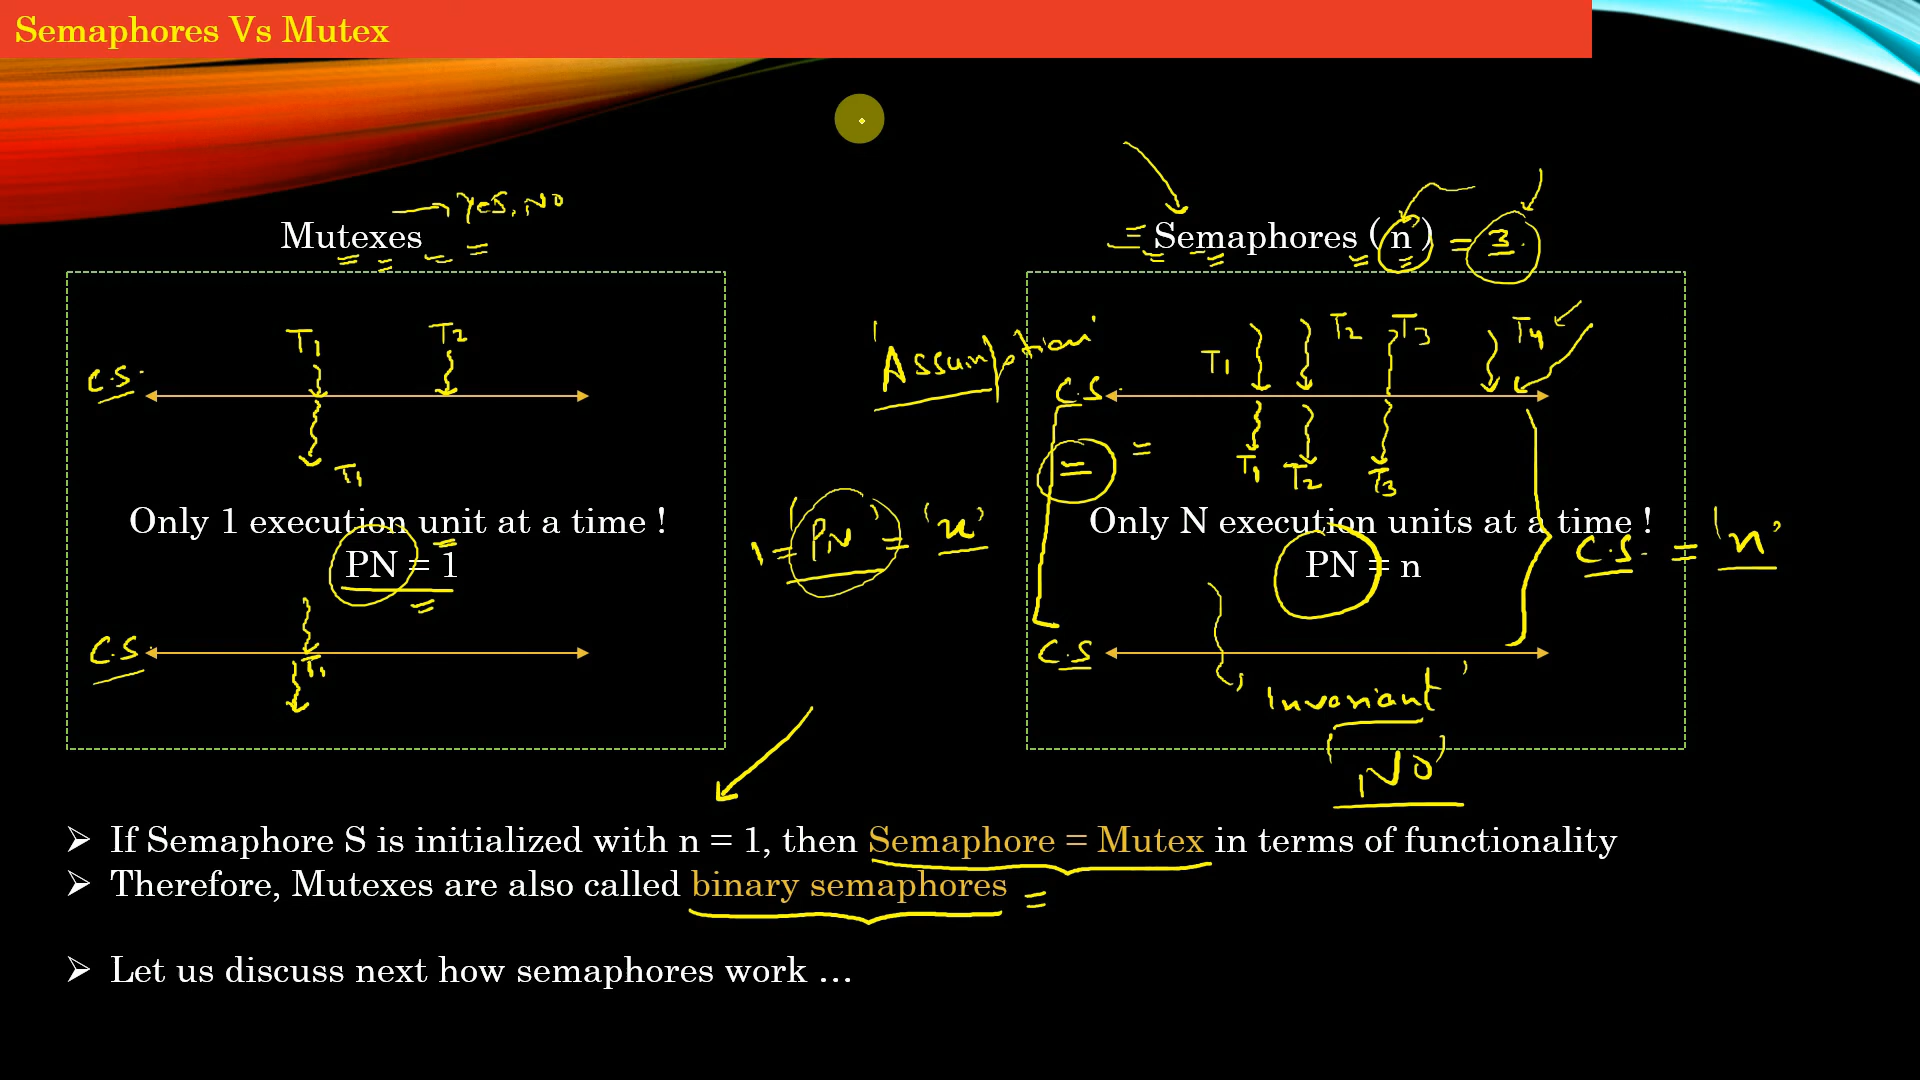 Semaphores Vs Mutex
Mutexes
Yes, No
C.S.
T1
T2
T1
Only 1 execution unit at a time !
PN = 1
C.S.
T1
'Assumption'
1 = 'PN' = 'n'
Semaphores ( n ) = 3
C.S
T1
T2
T3
T4
T1
T2
T3
Only N execution units at a time !
PN = n
C.S. = 'n'
C.S
'Invariant'
'No'
➢ If Semaphore S is initialized with n = 1, then Semaphore = Mutex in terms of functionality
➢ Therefore, Mutexes are also called binary semaphores
➢ Let us discuss next how semaphores work …